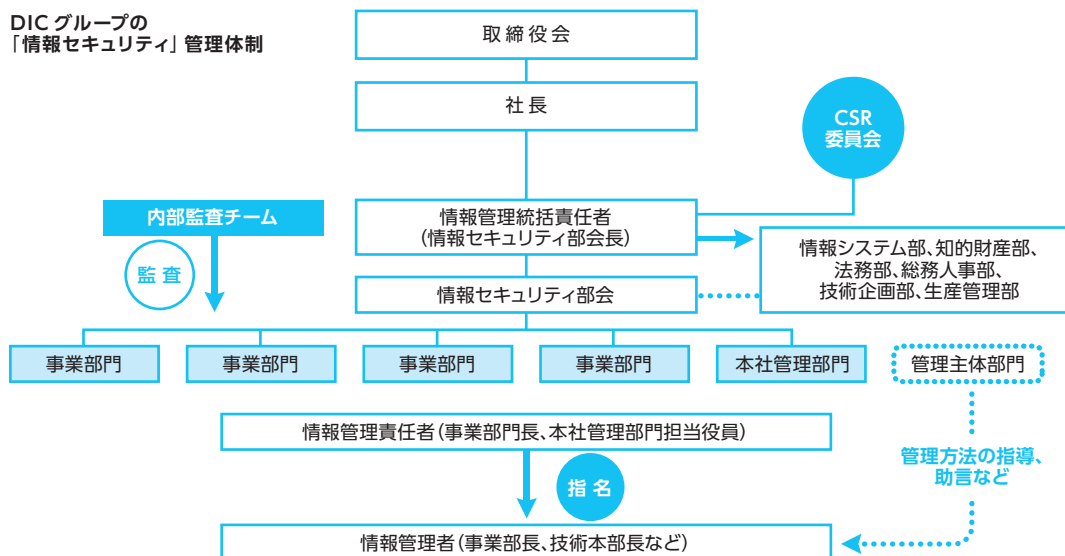 DIC グループの
「情報セキュリティ」管理体制
取締役会
社長
CSR
委員会
内部監査チーム
監査
情報管理統括責任者
(情報セキュリティ部会長)
情報システム部、知的財産部、
法務部、総務人事部、
技術企画部、生産管理部
情報セキュリティ部会
事業部門
事業部門
事業部門
事業部門
本社管理部門
管理主体部門
情報管理責任者(事業部門長、本社管理部門担当役員)
管理方法の指導、
助言など
指名
情報管理者(事業部長、技術本部長など)